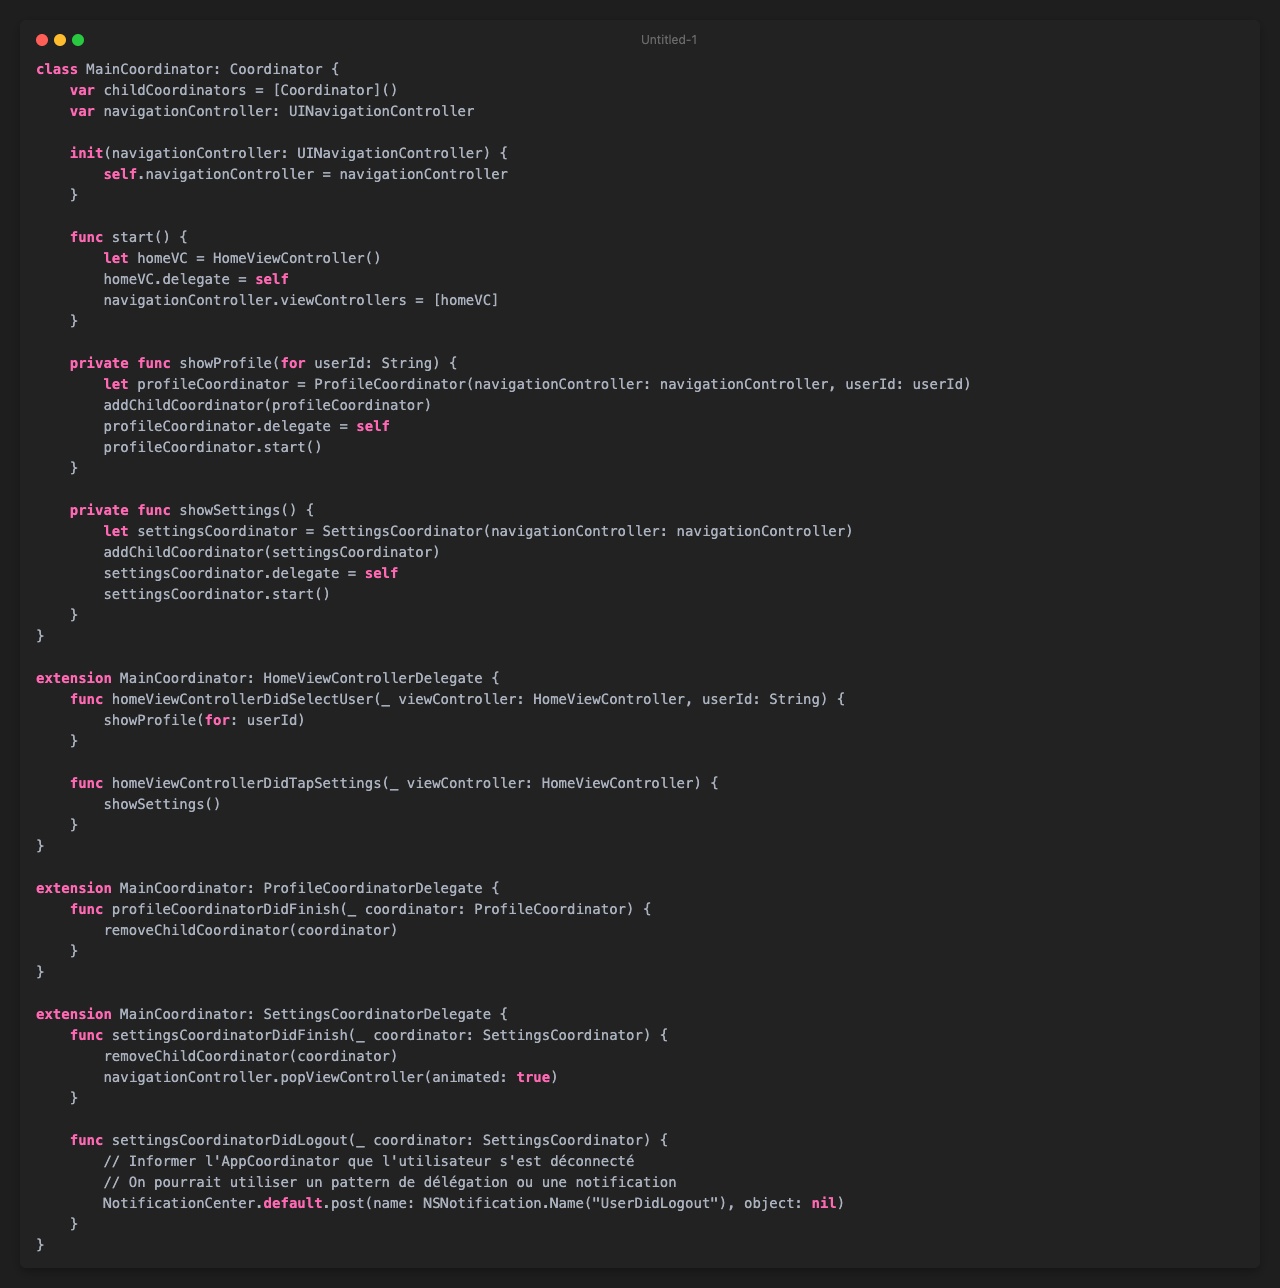 Untitled-1
class MainCoordinator: Coordinator {
    var childCoordinators = [Coordinator]()
    var navigationController: UINavigationController

    init(navigationController: UINavigationController) {
        self.navigationController = navigationController
    }

    func start() {
        let homeVC = HomeViewController()
        homeVC.delegate = self
        navigationController.viewControllers = [homeVC]
    }

    private func showProfile(for userId: String) {
        let profileCoordinator = ProfileCoordinator(navigationController: navigationController, userId: userId)
        addChildCoordinator(profileCoordinator)
        profileCoordinator.delegate = self
        profileCoordinator.start()
    }

    private func showSettings() {
        let settingsCoordinator = SettingsCoordinator(navigationController: navigationController)
        addChildCoordinator(settingsCoordinator)
        settingsCoordinator.delegate = self
        settingsCoordinator.start()
    }
}

extension MainCoordinator: HomeViewControllerDelegate {
    func homeViewControllerDidSelectUser(_ viewController: HomeViewController, userId: String) {
        showProfile(for: userId)
    }

    func homeViewControllerDidTapSettings(_ viewController: HomeViewController) {
        showSettings()
    }
}

extension MainCoordinator: ProfileCoordinatorDelegate {
    func profileCoordinatorDidFinish(_ coordinator: ProfileCoordinator) {
        removeChildCoordinator(coordinator)
    }
}

extension MainCoordinator: SettingsCoordinatorDelegate {
    func settingsCoordinatorDidFinish(_ coordinator: SettingsCoordinator) {
        removeChildCoordinator(coordinator)
        navigationController.popViewController(animated: true)
    }

    func settingsCoordinatorDidLogout(_ coordinator: SettingsCoordinator) {
        // Informer l'AppCoordinator que l'utilisateur s'est déconnecté
        // On pourrait utiliser un pattern de délégation ou une notification
        NotificationCenter.default.post(name: NSNotification.Name("UserDidLogout"), object: nil)
    }
}